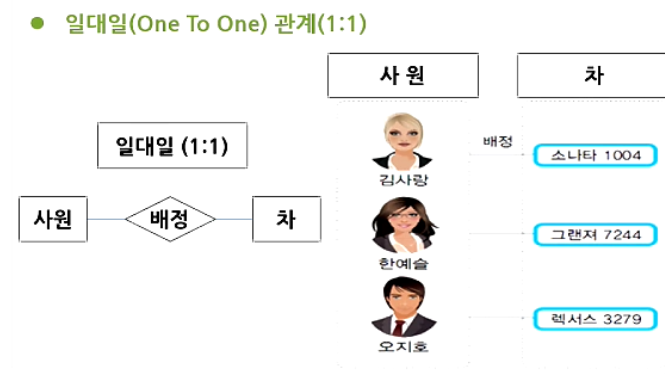 ● 일대일(One To One) 관계(1:1)
사 원
차
일대일 (1:1)
배정
소나타 1004
김사랑
사원
배정
차
그랜져 7244
한예슬
렉서스 3279
오지호